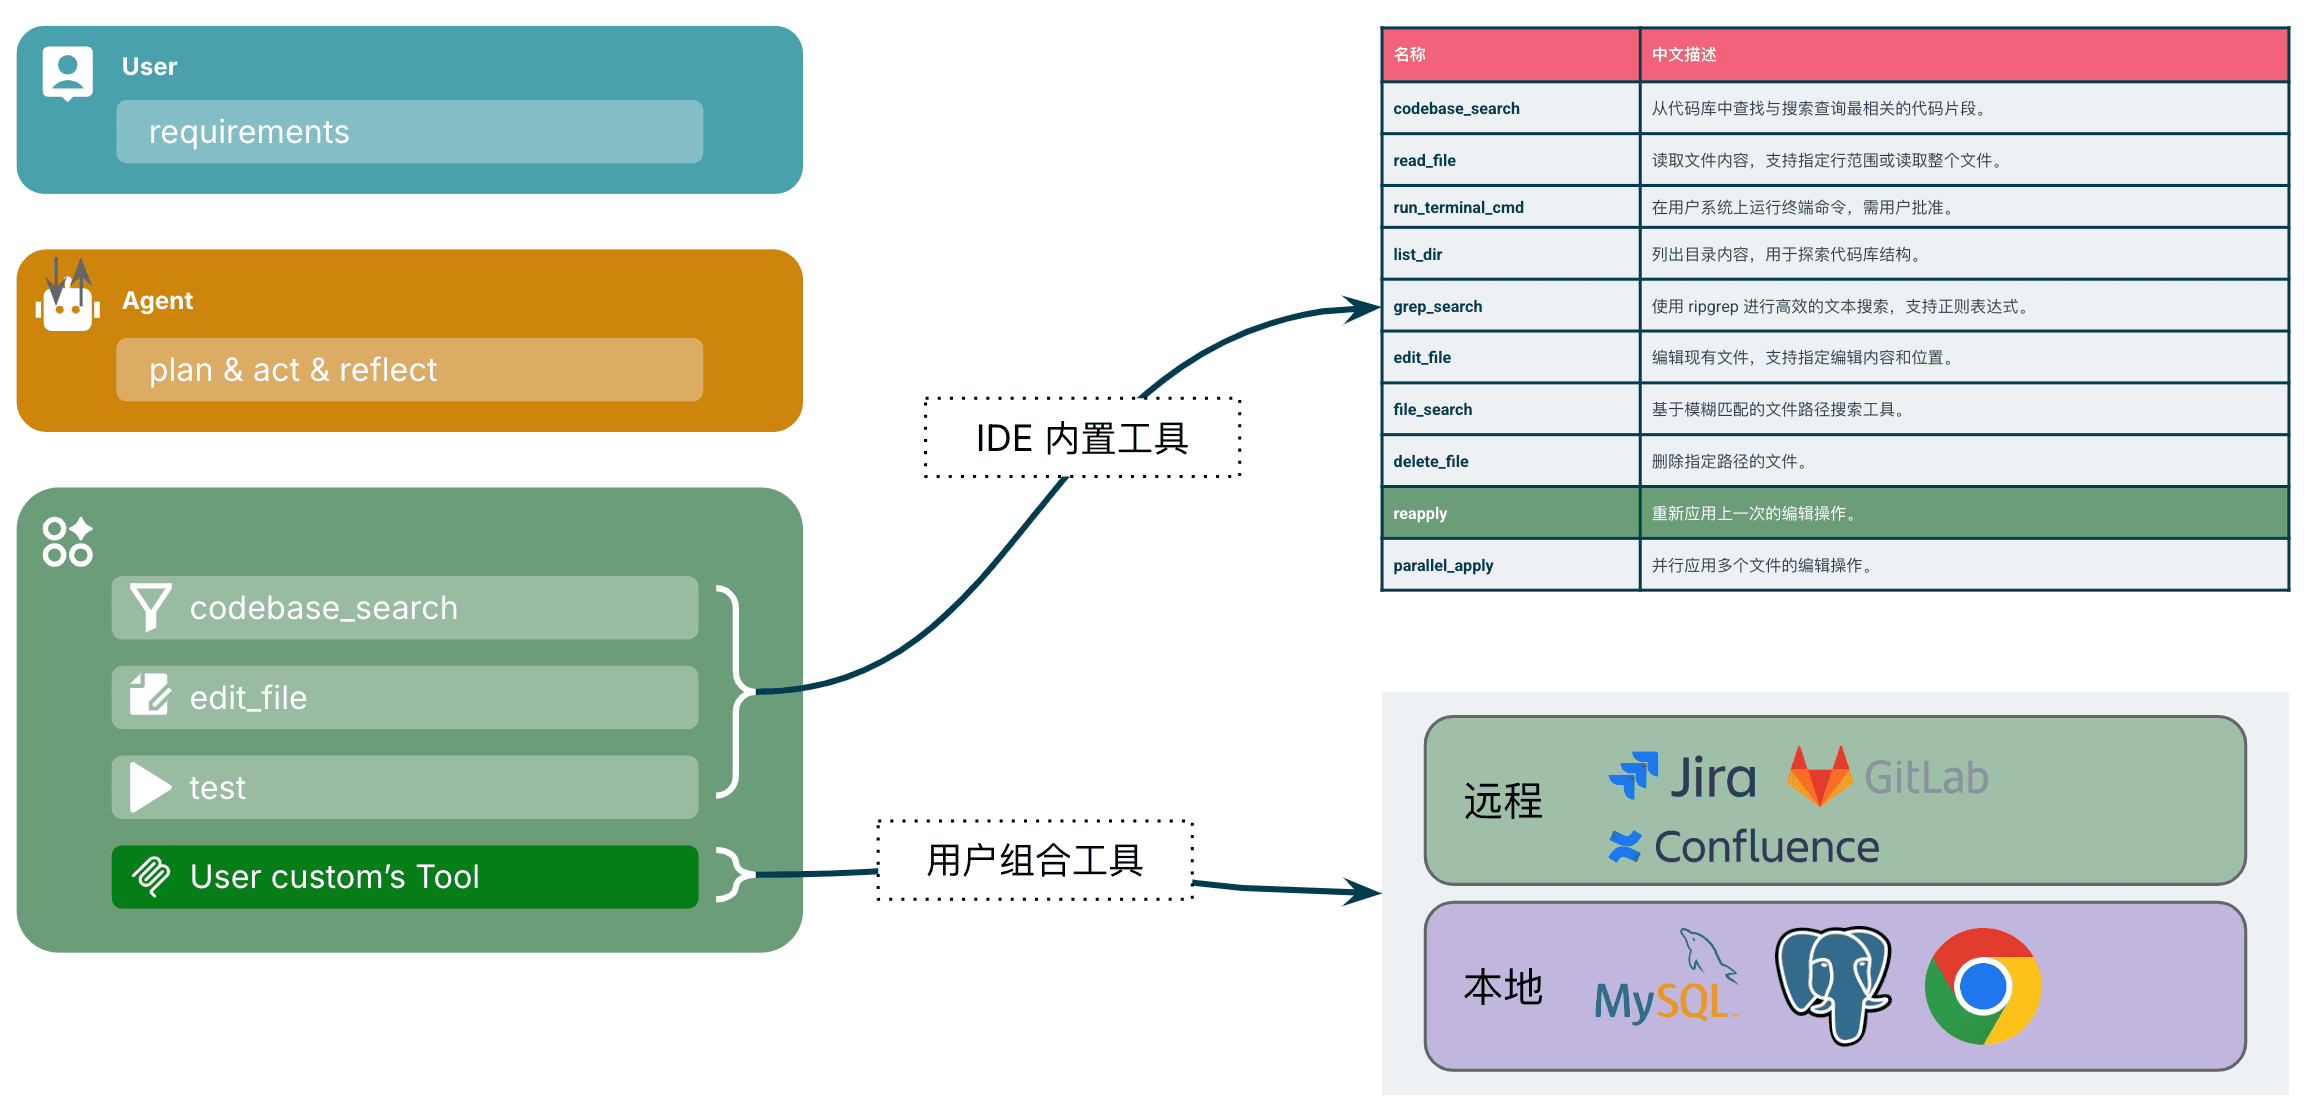 User
requirements
Agent
plan & act & reflect
codebase_search
edit_file
test
User custom’s Tool
IDE 内置工具
用户组合工具
名称 中文描述
codebase_search 从代码库中查找与搜索查询最相关的代码片段。
read_file 读取文件内容，支持指定行范围或读取整个文件。
run_terminal_cmd 在用户系统上运行终端命令，需用户批准。
list_dir 列出目录内容，用于探索代码库结构。
grep_search 使用 ripgrep 进行高效的文本搜索，支持正则表达式。
edit_file 编辑现有文件，支持指定编辑内容和位置。
file_search 基于模糊匹配的文件路径搜索工具。
delete_file 删除指定路径的文件。
reapply 重新应用上一次的编辑操作。
parallel_apply 并行应用多个文件的编辑操作。
远程
Jira GitLab
Confluence
本地
MySQL™